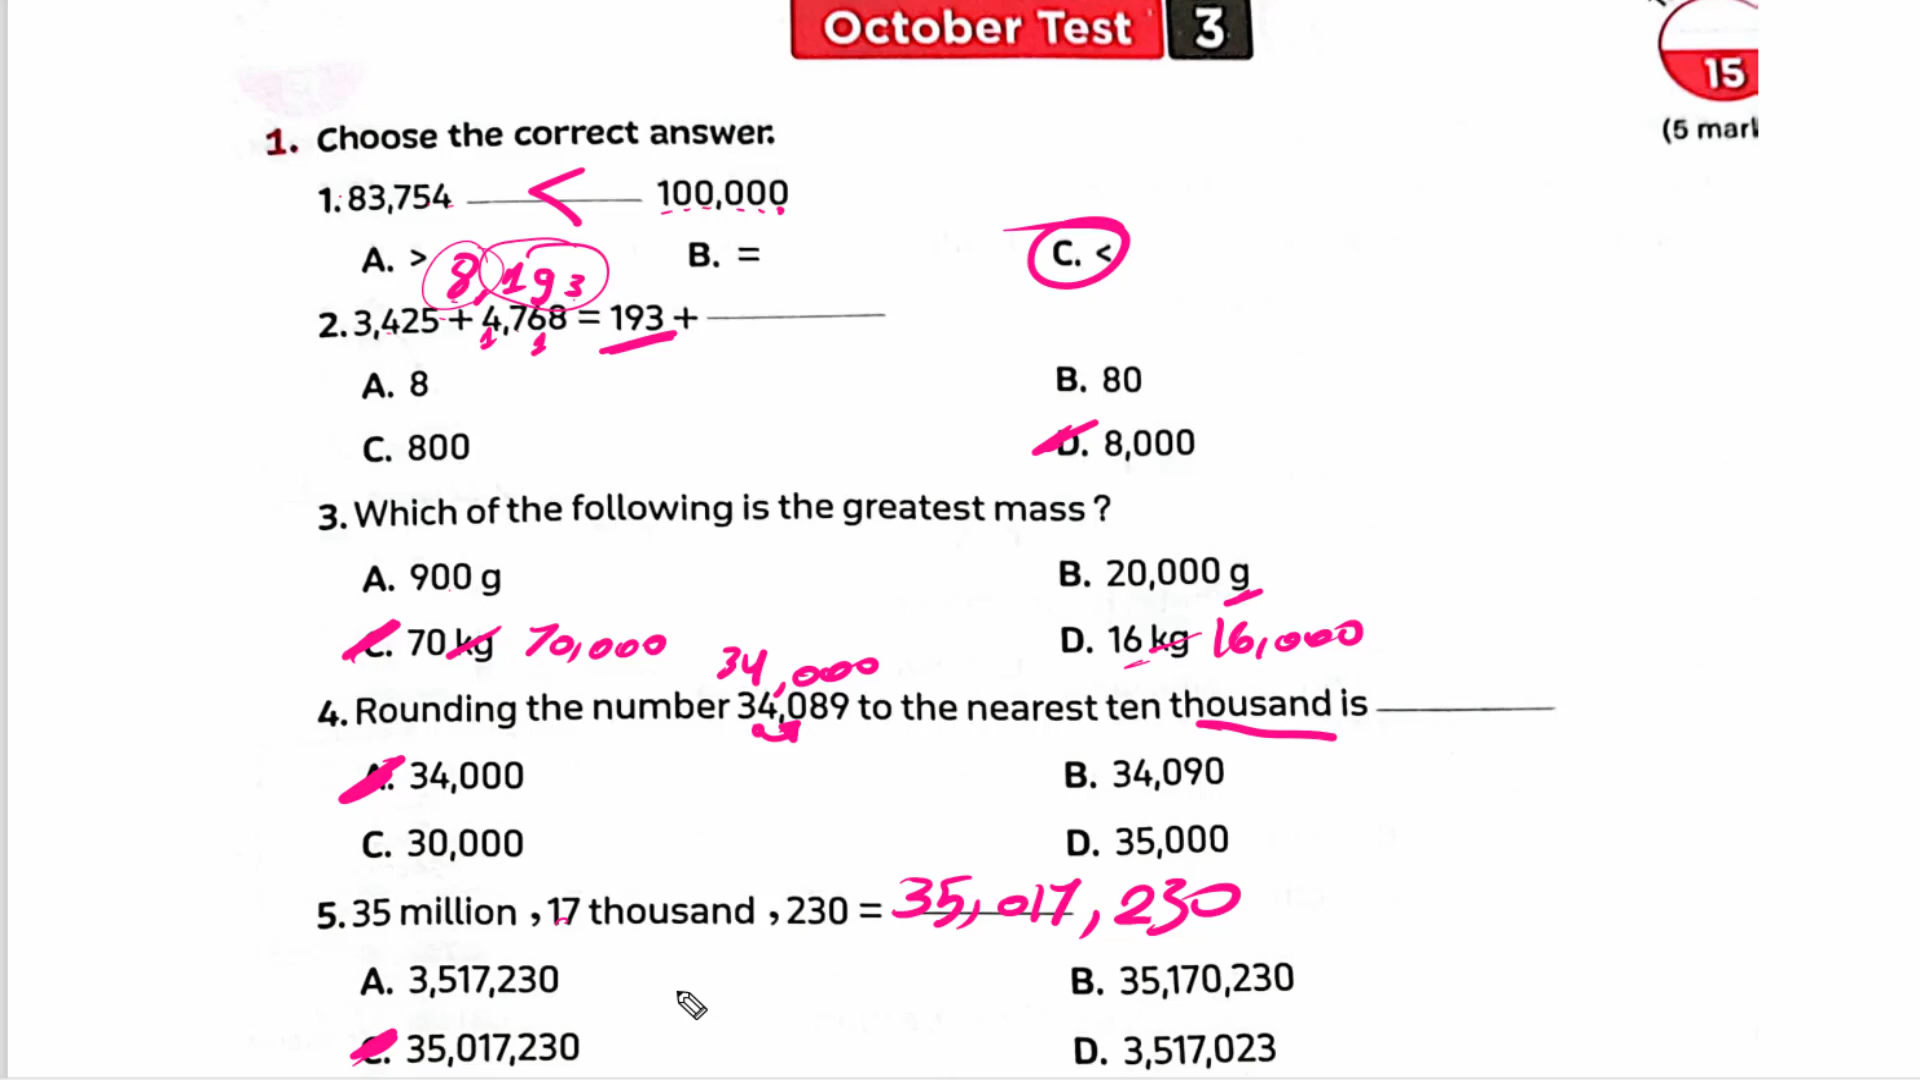 October Test 3
15
(5 mar
1. Choose the correct answer.
1. 83,754 < 100,000
A. > B. = C. <
8,193
2. 3,425 + 4,768 = 193 +
1 1
A. 8 B. 80
C. 800 D. 8,000
3. Which of the following is the greatest mass ?
A. 900 g B. 20,000 g
C. 70 kg 70,000 D. 16 kg 16,000
34,000
4. Rounding the number 34,089 to the nearest ten thousand is
A. 34,000 B. 34,090
C. 30,000 D. 35,000
5. 35 million , 17 thousand , 230 = 35,017,230
A. 3,517,230 B. 35,170,230
C. 35,017,230 D. 3,517,023